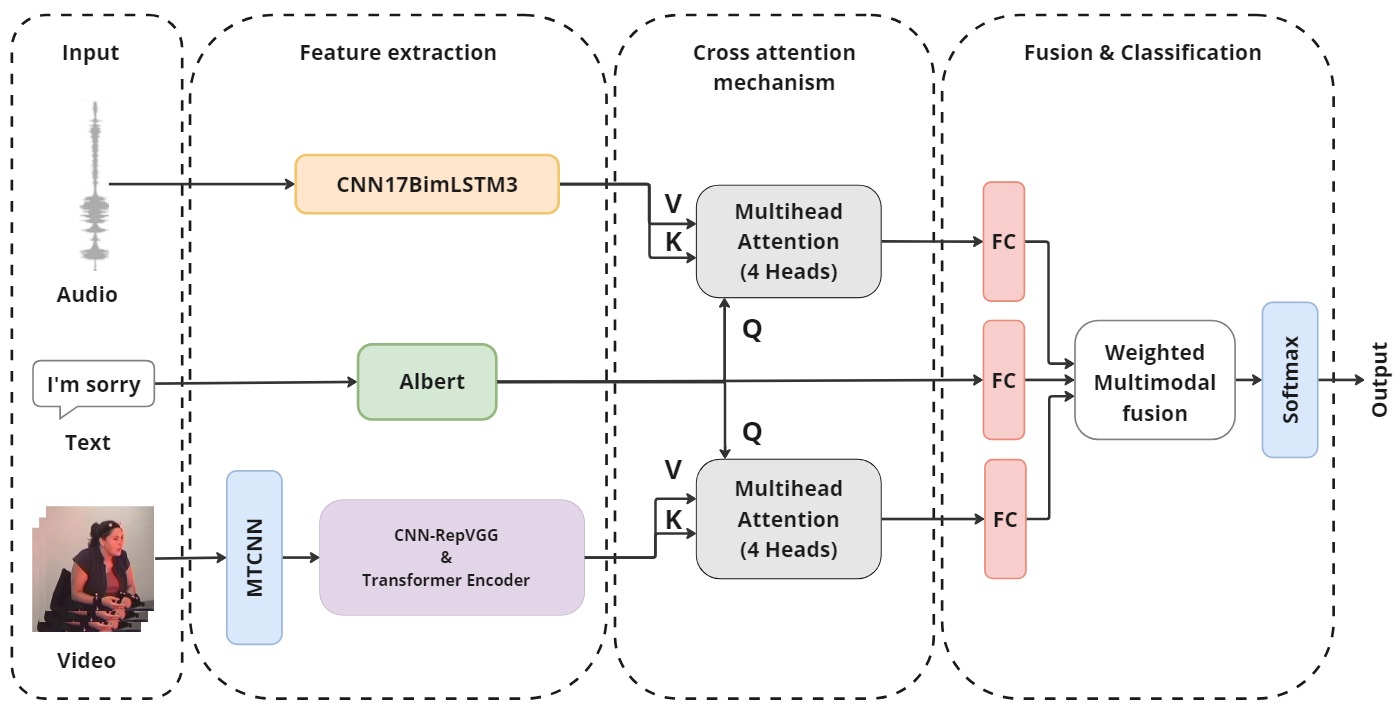 Input
Feature extraction
Cross attention
mechanism
Fusion & Classification
Audio
CNN17BimLSTM3
V
K
Multihead
Attention
(4 Heads)
Q
FC
I'm sorry
Text
Albert
FC
Weighted
Multimodal
fusion
Softmax
Output
Q
Video
MTCNN
CNN-RepVGG
&
Transformer Encoder
V
K
Multihead
Attention
(4 Heads)
FC